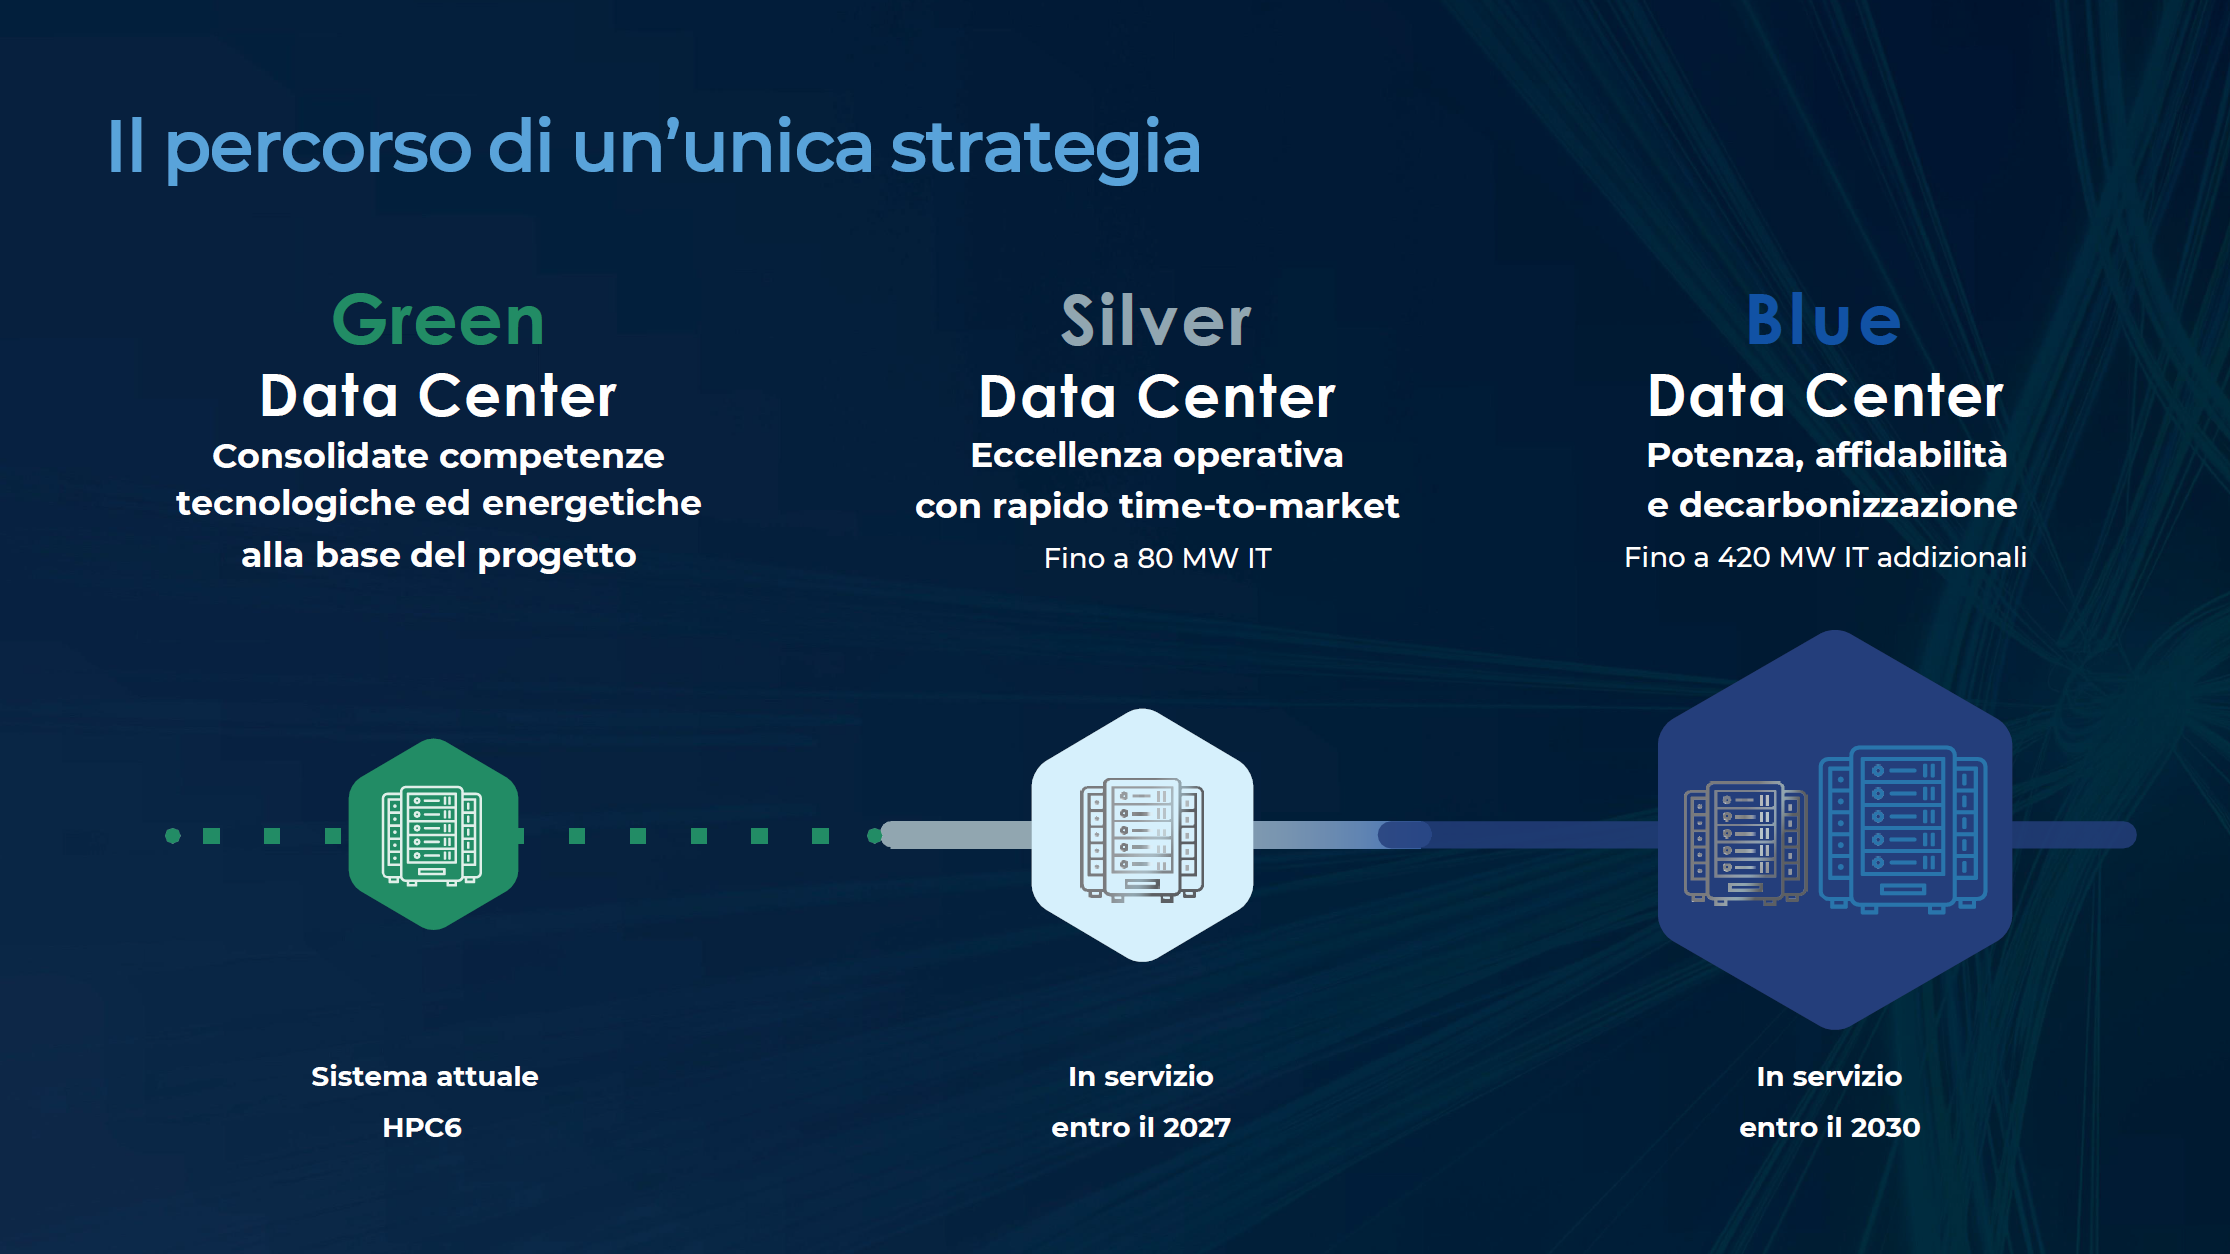 Il percorso di un’unica strategia
Green
Data Center
Consolidate competenze
tecnologiche ed energetiche
alla base del progetto
Silver
Data Center
Eccellenza operativa
con rapido time-to-market
Fino a 80 MW IT
Blue
Data Center
Potenza, affidabilità
e decarbonizzazione
Fino a 420 MW IT addizionali
Sistema attuale
HPC6
In servizio
entro il 2027
In servizio
entro il 2030